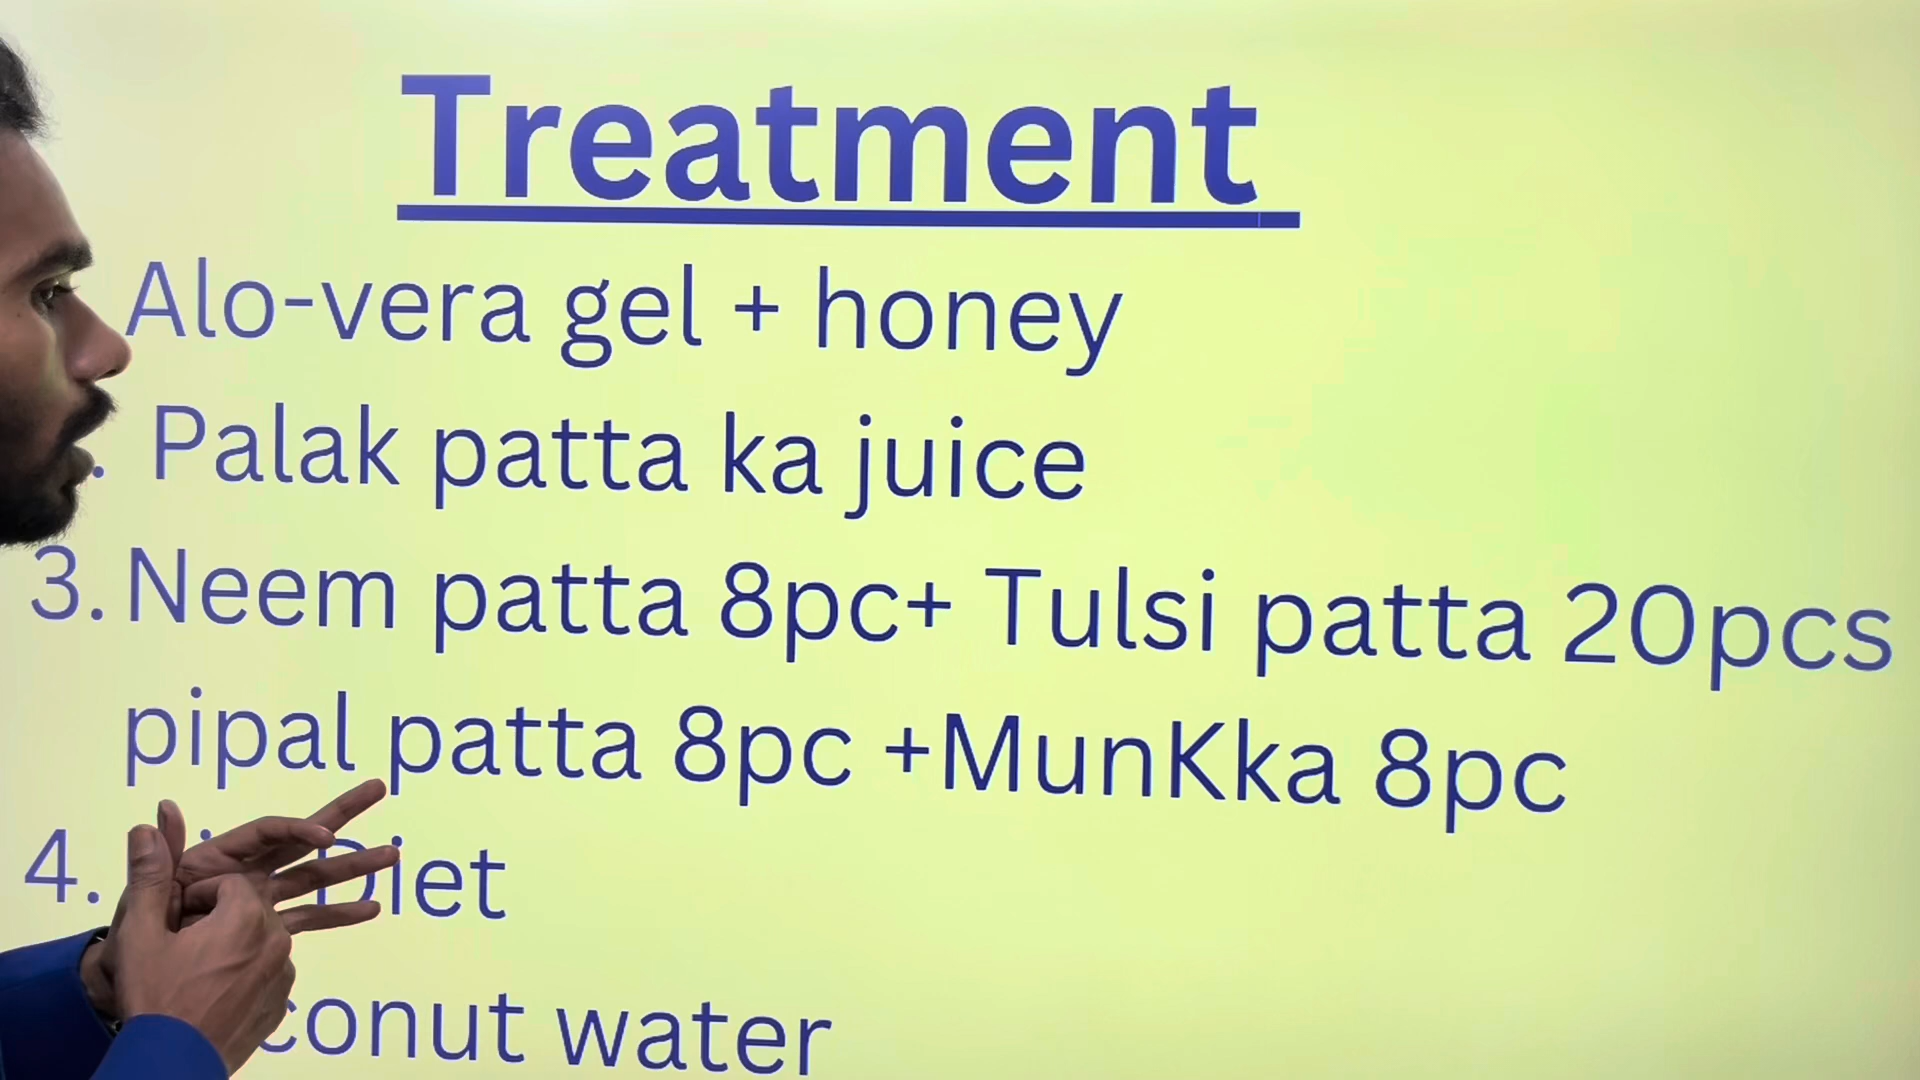 Treatment
Alo-vera gel + honey
. Palak patta ka juice
3. Neem patta 8pc+ Tulsi patta 20pcs
pipal patta 8pc +MunKka 8pc
4. Diet
water